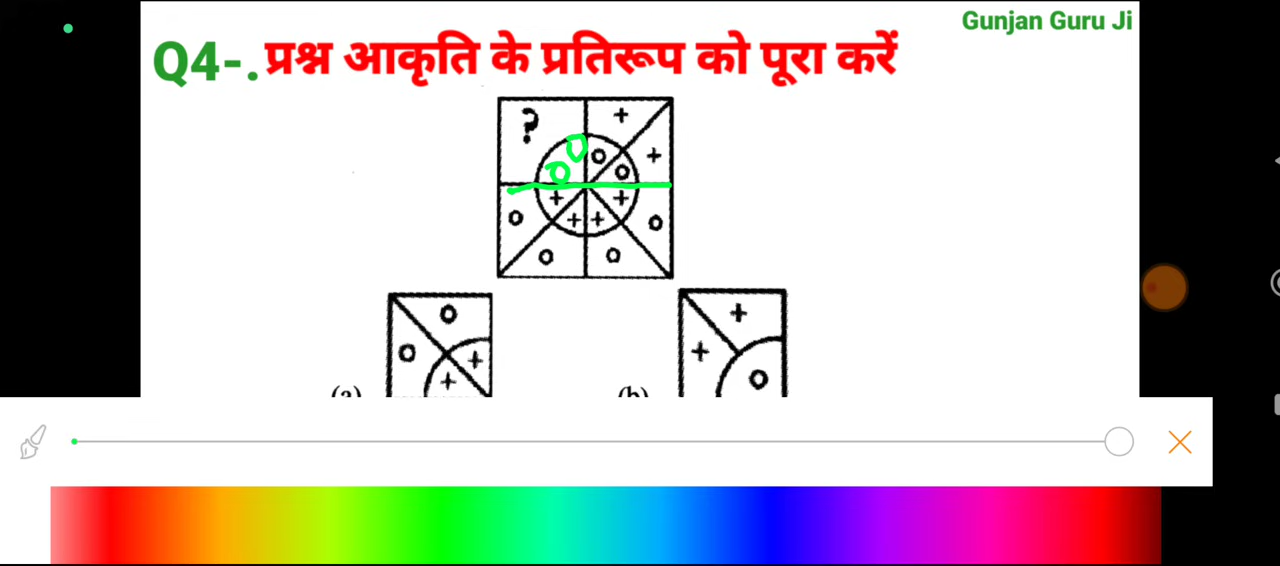 Gunjan Guru Ji
Q4-.प्रश्न आकृति के प्रतिरूप को पूरा करें
? +
o o +
+ + o
o + +
o o
o +
o + +
+ o
(a) (b)